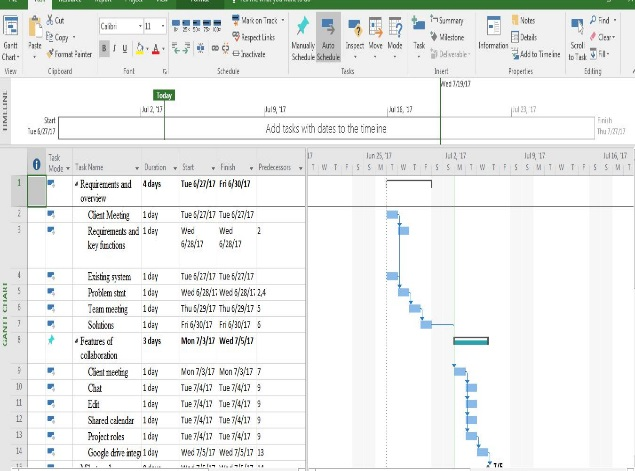 Cut
Copy
Format Painter
Paste
Gantt Chart
Calibri
11
B I U
Mark on Track
Respect Links
Inactivate
Manually Schedule
Auto Schedule
Inspect
Move
Mode
Task
Summary
Milestone
Deliverable
Information
Notes
Details
Add to Timeline
Scroll to Task
Find
Clear
Fill
View
Clipboard
Font
Schedule
Tasks
Insert
Properties
Editing
Wed 7/19/17
Today
Jul 2, '17
Jul 9, '17
Jul 16, '17
Jul 23, '17
TIMELINE
Start
Tue 6/27/17
Add tasks with dates to the timeline
Finish
Thu 7/27/17
Task Mode Task Name Duration Start Finish Predecessors
17 Jun 25, '17 Jul 2, '17 Jul 9, '17 Jul 16, '17
T W T F S S M T W T F S S M T W T F S S M T W T F S S M T
GANTT CHART
1 Requirements and overview 4 days Tue 6/27/17 Fri 6/30/17
2 Client Meeting 1 day Tue 6/27/17 Tue 6/27/17
3 Requirements and key functions 1 day Wed 6/28/17 Wed 6/28/17 2
4 Existing system 1 day Tue 6/27/17 Tue 6/27/17
5 Problem stmt 1 day Wed 6/28/17 Wed 6/28/17 2,4
6 Team meeting 1 day Thu 6/29/17 Thu 6/29/17 5
7 Solutions 1 day Fri 6/30/17 Fri 6/30/17 6
8 Features of collaboration 3 days Mon 7/3/17 Wed 7/5/17
9 Client meeting 1 day Mon 7/3/17 Mon 7/3/17 7
10 Chat 1 day Tue 7/4/17 Tue 7/4/17 9
11 Edit 1 day Tue 7/4/17 Tue 7/4/17 9
12 Shared calendar 1 day Tue 7/4/17 Tue 7/4/17 9
13 Project roles 1 day Tue 7/4/17 Tue 7/4/17 9
14 Google drive integ 1 day Wed 7/5/17 Wed 7/5/17 13
7/5